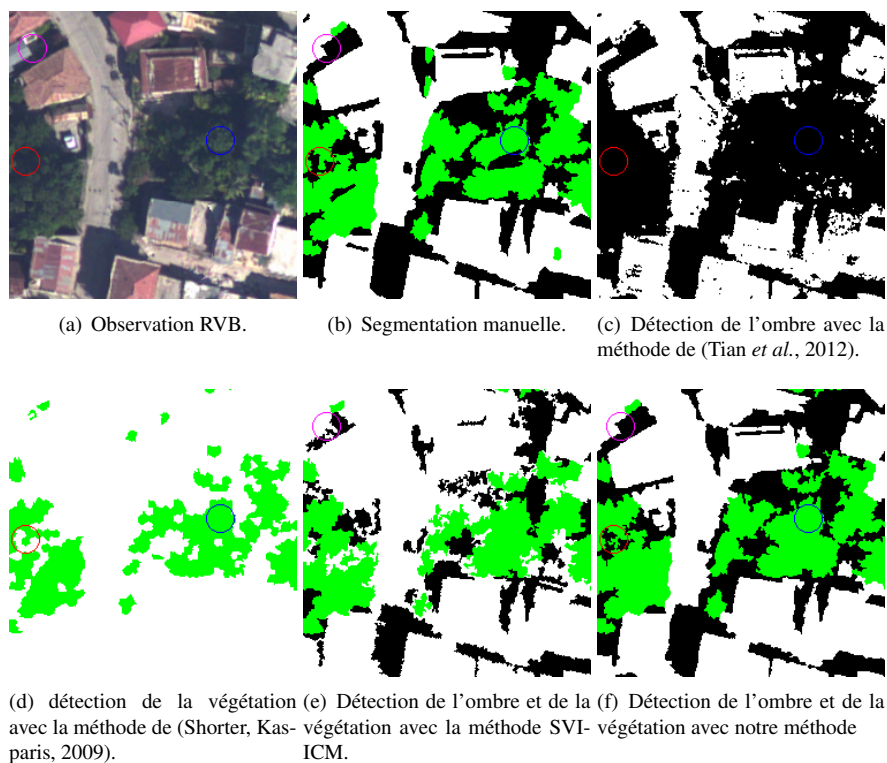 (a) Observation RVB.
(b) Segmentation manuelle.
(c) Détection de l'ombre avec la
méthode de (Tian et al., 2012).
(d) détection de la végétation
avec la méthode de (Shorter, Kas-
paris, 2009).
(e) Détection de l'ombre et de la
végétation avec la méthode SVI-
ICM.
(f) Détection de l'ombre et de la
végétation avec notre méthode